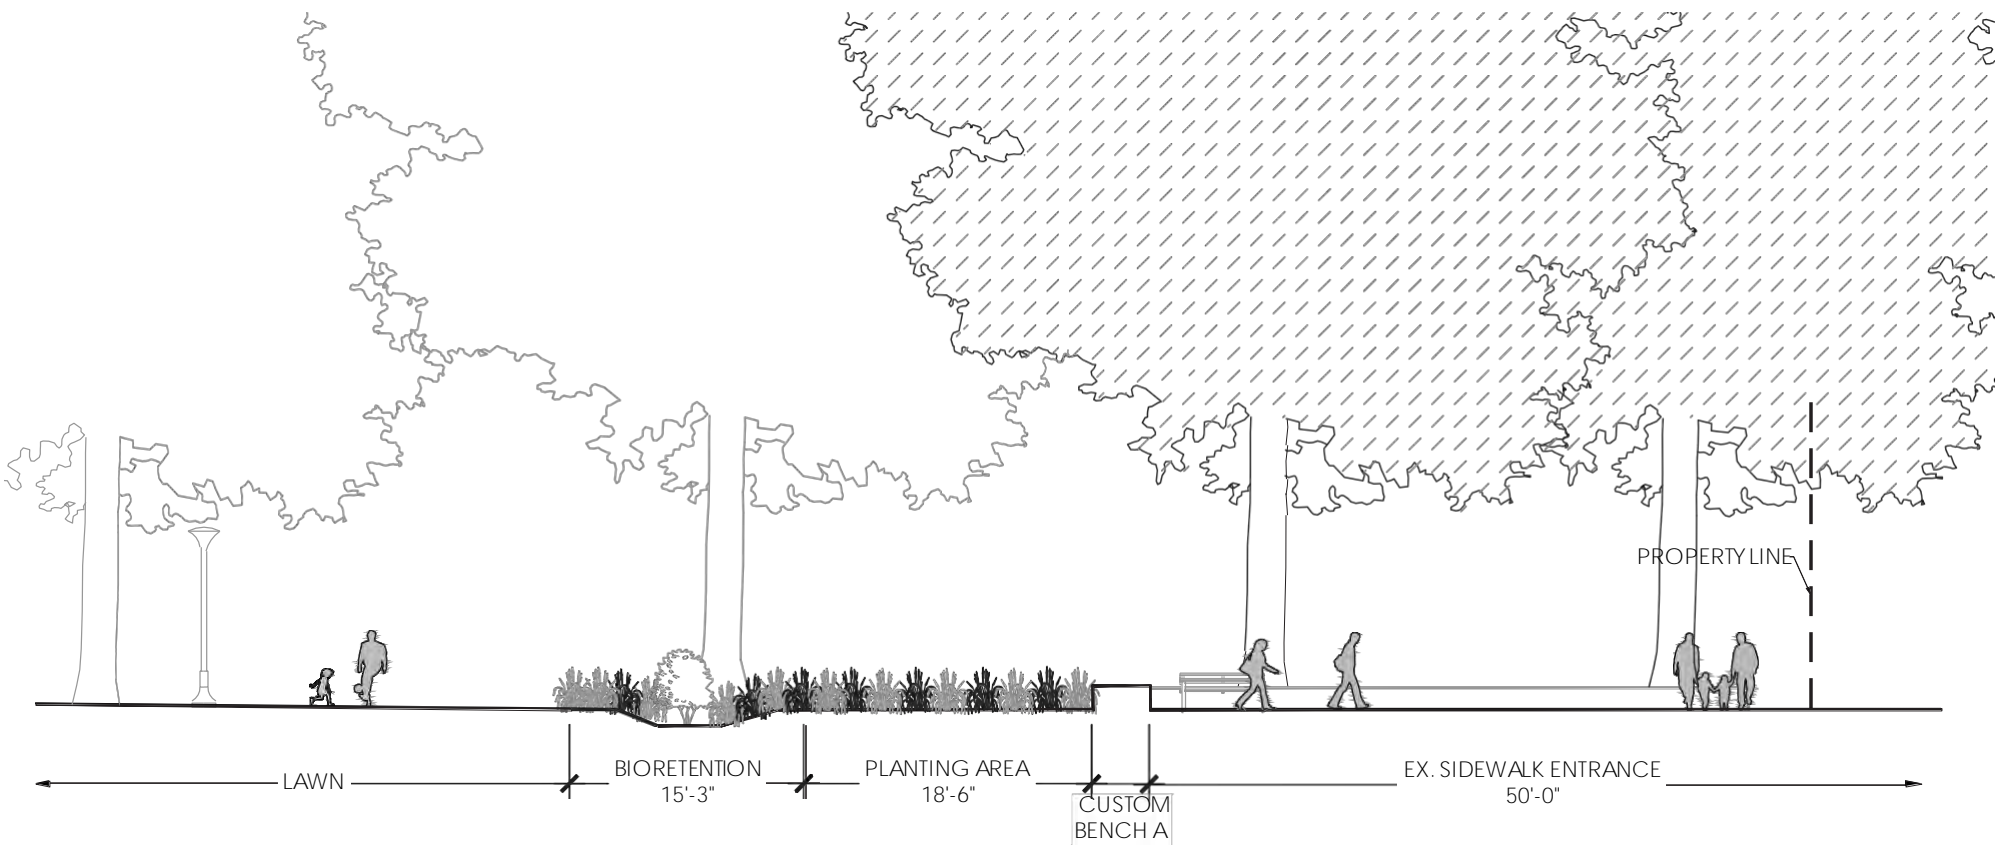 PROPERTY LINE
LAWN
BIORETENTION
15'-3"
PLANTING AREA
18'-6"
CUSTOM
BENCH A
EX. SIDEWALK ENTRANCE
50'-0"